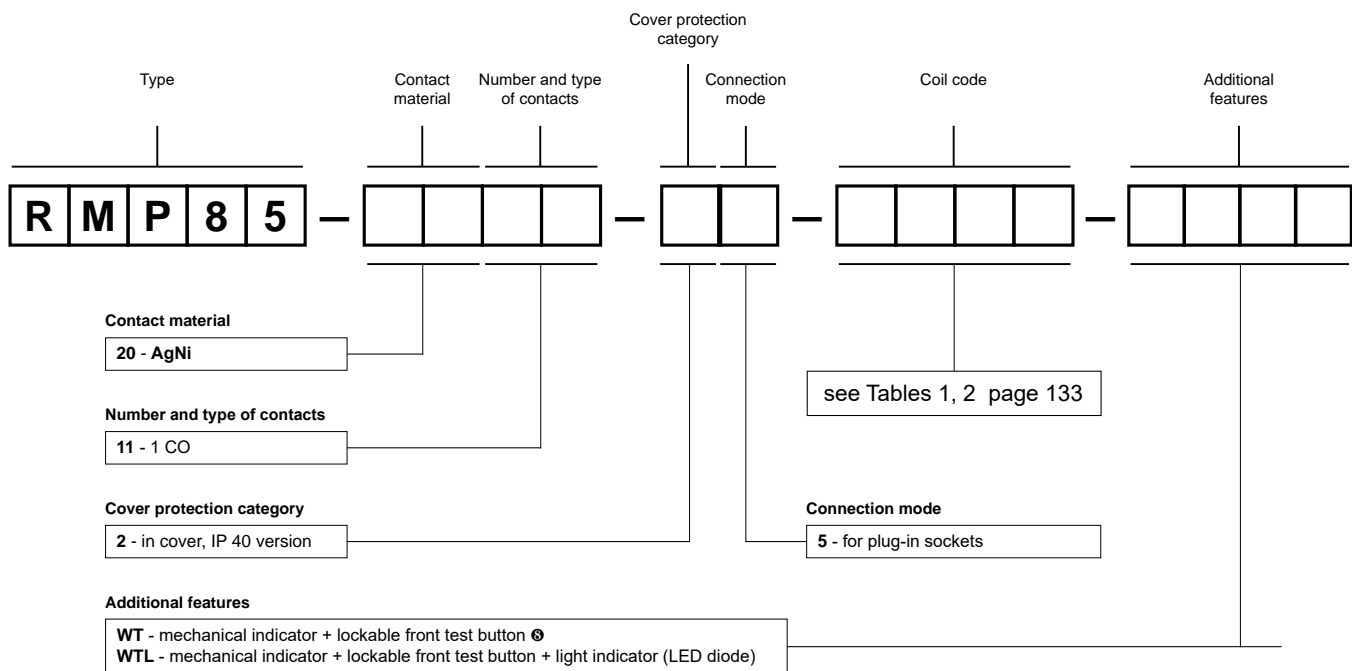 Cover protection
category
Type
Contact
material
Number and type
of contacts
Connection
mode
Coil code
Additional
features
R M P 8 5 – – – –
Contact material
20 - AgNi
see Tables 1, 2 page 133
Number and type of contacts
11 - 1 CO
Cover protection category
2 - in cover, IP 40 version
Connection mode
5 - for plug-in sockets
Additional features
WT - mechanical indicator + lockable front test button ❽
WTL - mechanical indicator + lockable front test button + light indicator (LED diode)